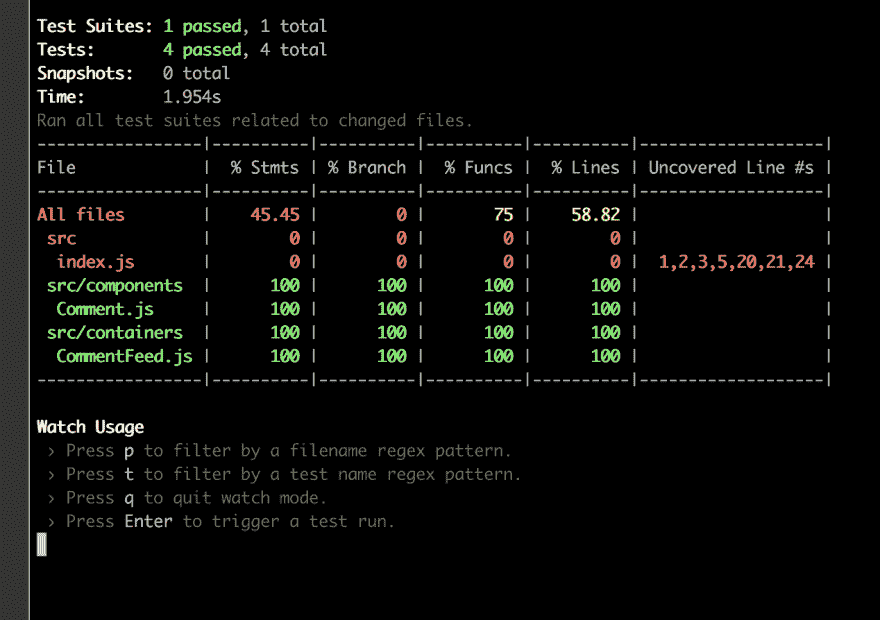 Test Suites: 1 passed, 1 total
Tests:       4 passed, 4 total
Snapshots:   0 total
Time:        1.954s
Ran all test suites related to changed files.
-----------------|----------|----------|----------|----------|-------------------|
File             |  % Stmts | % Branch |  % Funcs |  % Lines | Uncovered Line #s |
-----------------|----------|----------|----------|----------|-------------------|
All files        |    45.45 |        0 |       75 |    58.82 |                   |
 src             |        0 |        0 |        0 |        0 |                   |
  index.js       |        0 |        0 |        0 |        0 |  1,2,3,5,20,21,24 |
 src/components  |      100 |      100 |      100 |      100 |                   |
  Comment.js     |      100 |      100 |      100 |      100 |                   |
 src/containers  |      100 |      100 |      100 |      100 |                   |
  CommentFeed.js |      100 |      100 |      100 |      100 |                   |
-----------------|----------|----------|----------|----------|-------------------|
Watch Usage
 › Press p to filter by a filename regex pattern.
 › Press t to filter by a test name regex pattern.
 › Press q to quit watch mode.
 › Press Enter to trigger a test run.